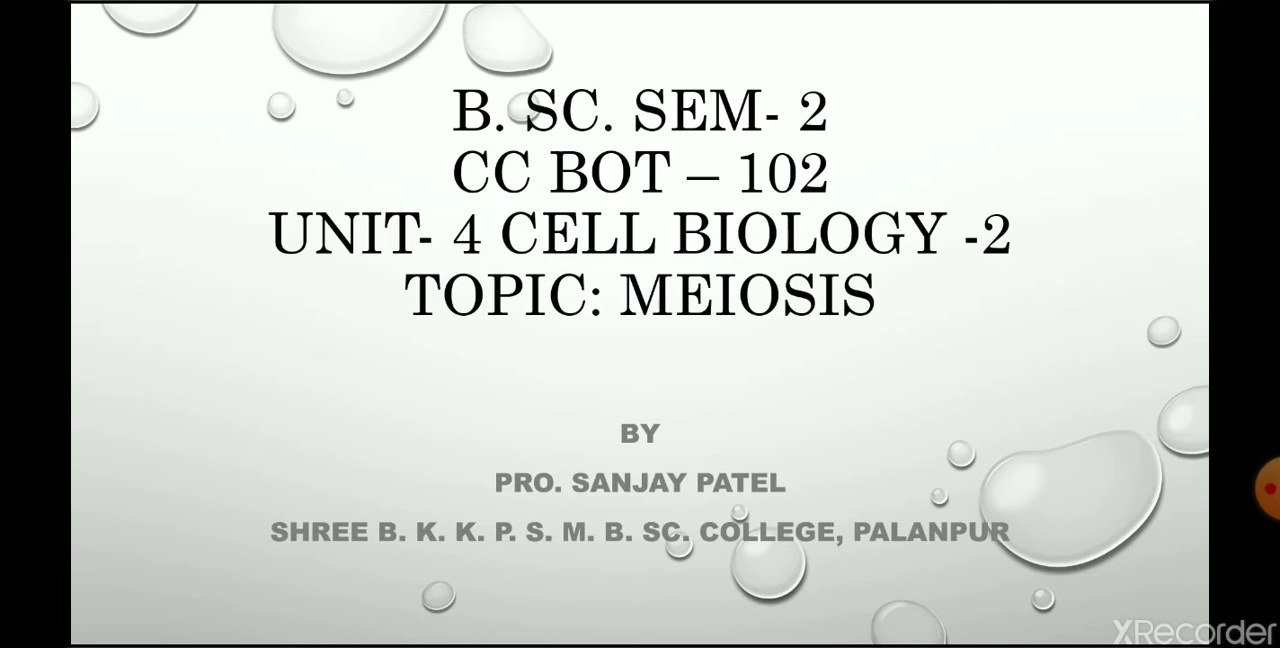 B. SC. SEM- 2
CC BOT – 102
UNIT- 4 CELL BIOLOGY -2
TOPIC: MEIOSIS
BY
PRO. SANJAY PATEL
SHREE B. K. K. P. S. M. B. SC. COLLEGE, PALANPUR
XRecorder